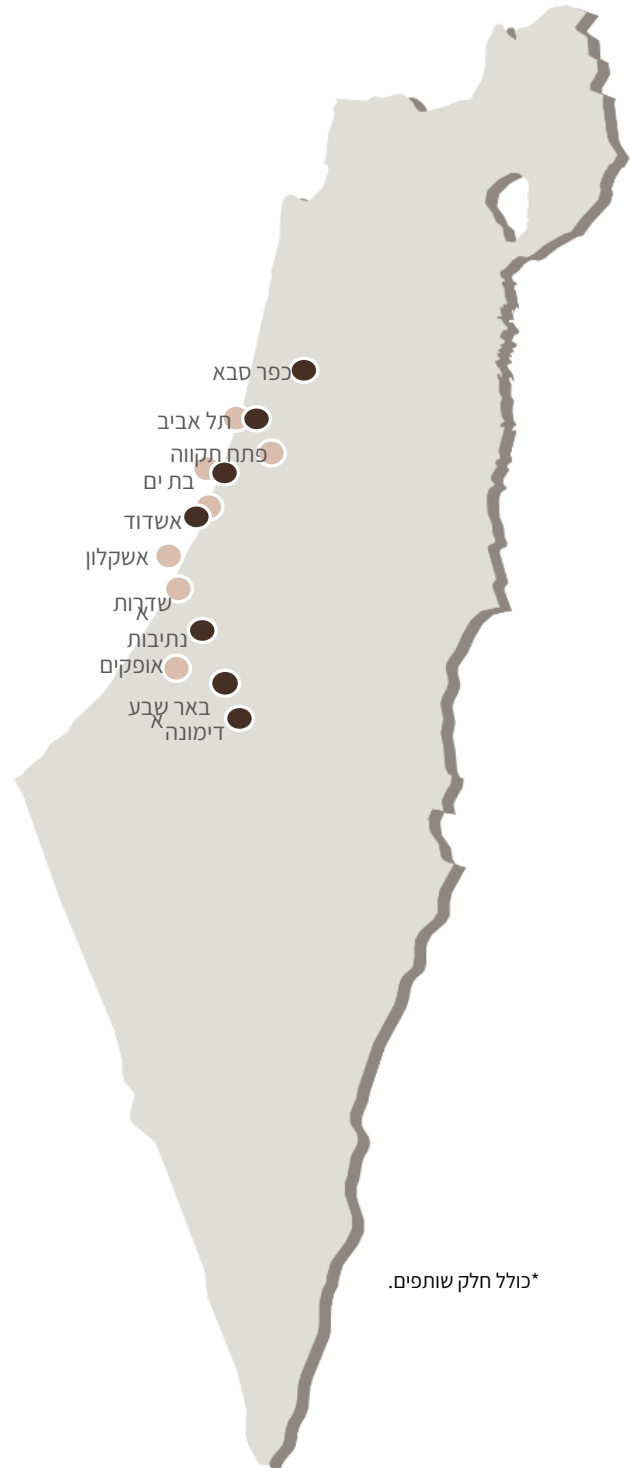 כפר סבא
תל אביב
פתח תקווה
בת ים
אשדוד
אשקלון
שדרות
א
נתיבות
אופקים
באר שבע
א
דימונה
*כולל חלק שותפים.